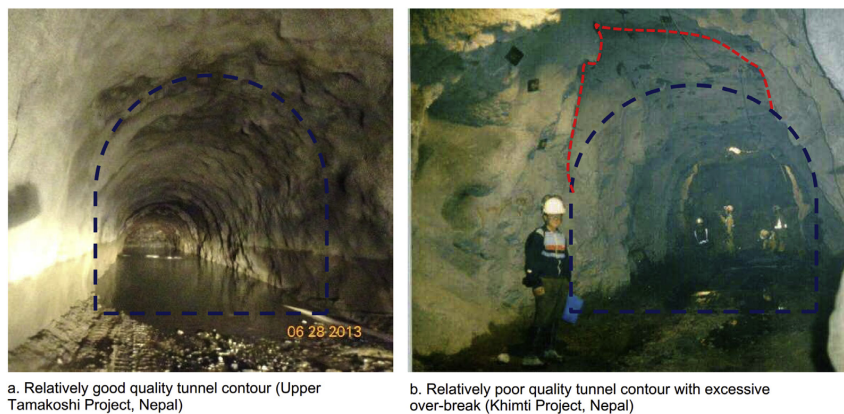 06 28 2013
a. Relatively good quality tunnel contour (Upper
Tamakoshi Project, Nepal)
b. Relatively poor quality tunnel contour with excessive
over-break (Khimti Project, Nepal)